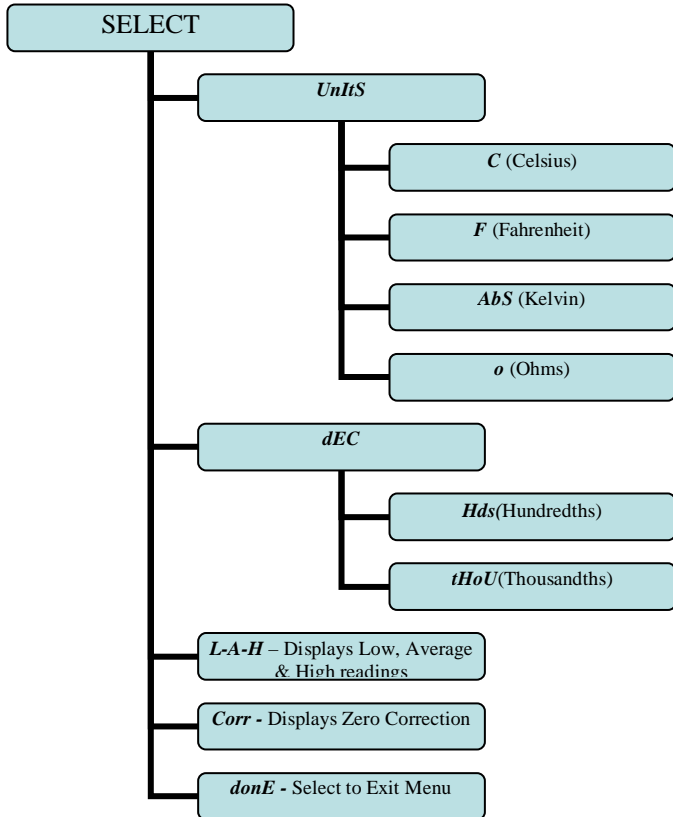 SELECT
UnItS
C (Celsius)
F (Fahrenheit)
AbS (Kelvin)
o (Ohms)
dEC
Hds(Hundredths)
tHoU(Thousandths)
L-A-H – Displays Low, Average
& High readings
Corr - Displays Zero Correction
donE - Select to Exit Menu